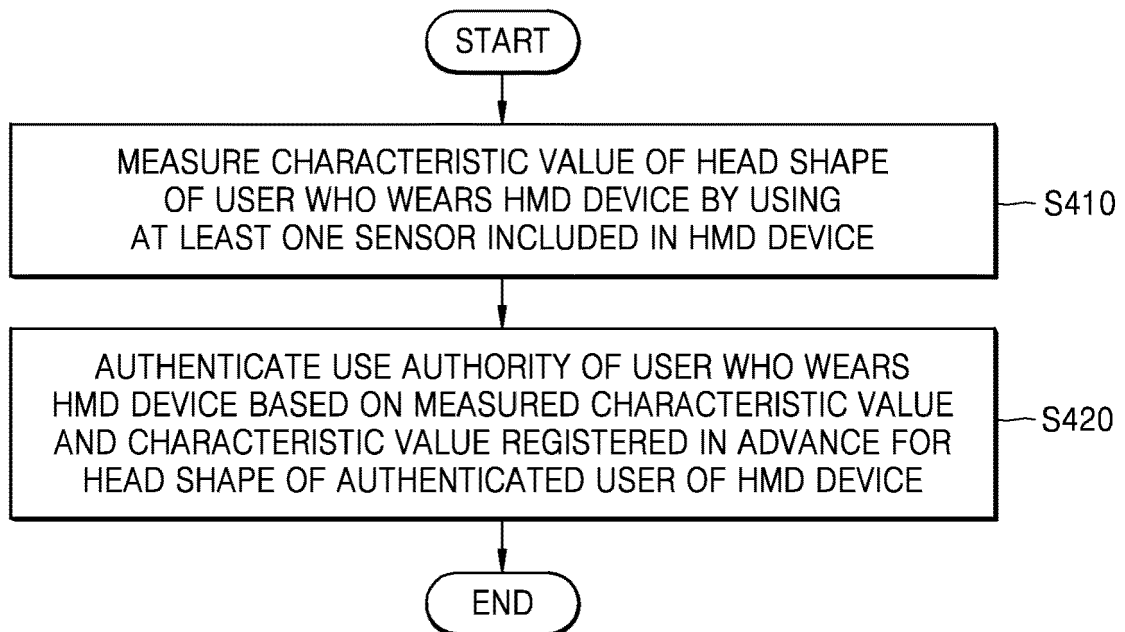 START
MEASURE CHARACTERISTIC VALUE OF HEAD SHAPE
OF USER WHO WEARS HMD DEVICE BY USING
AT LEAST ONE SENSOR INCLUDED IN HMD DEVICE
S410
AUTHENTICATE USE AUTHORITY OF USER WHO WEARS
HMD DEVICE BASED ON MEASURED CHARACTERISTIC VALUE
AND CHARACTERISTIC VALUE REGISTERED IN ADVANCE FOR
HEAD SHAPE OF AUTHENTICATED USER OF HMD DEVICE
S420
END